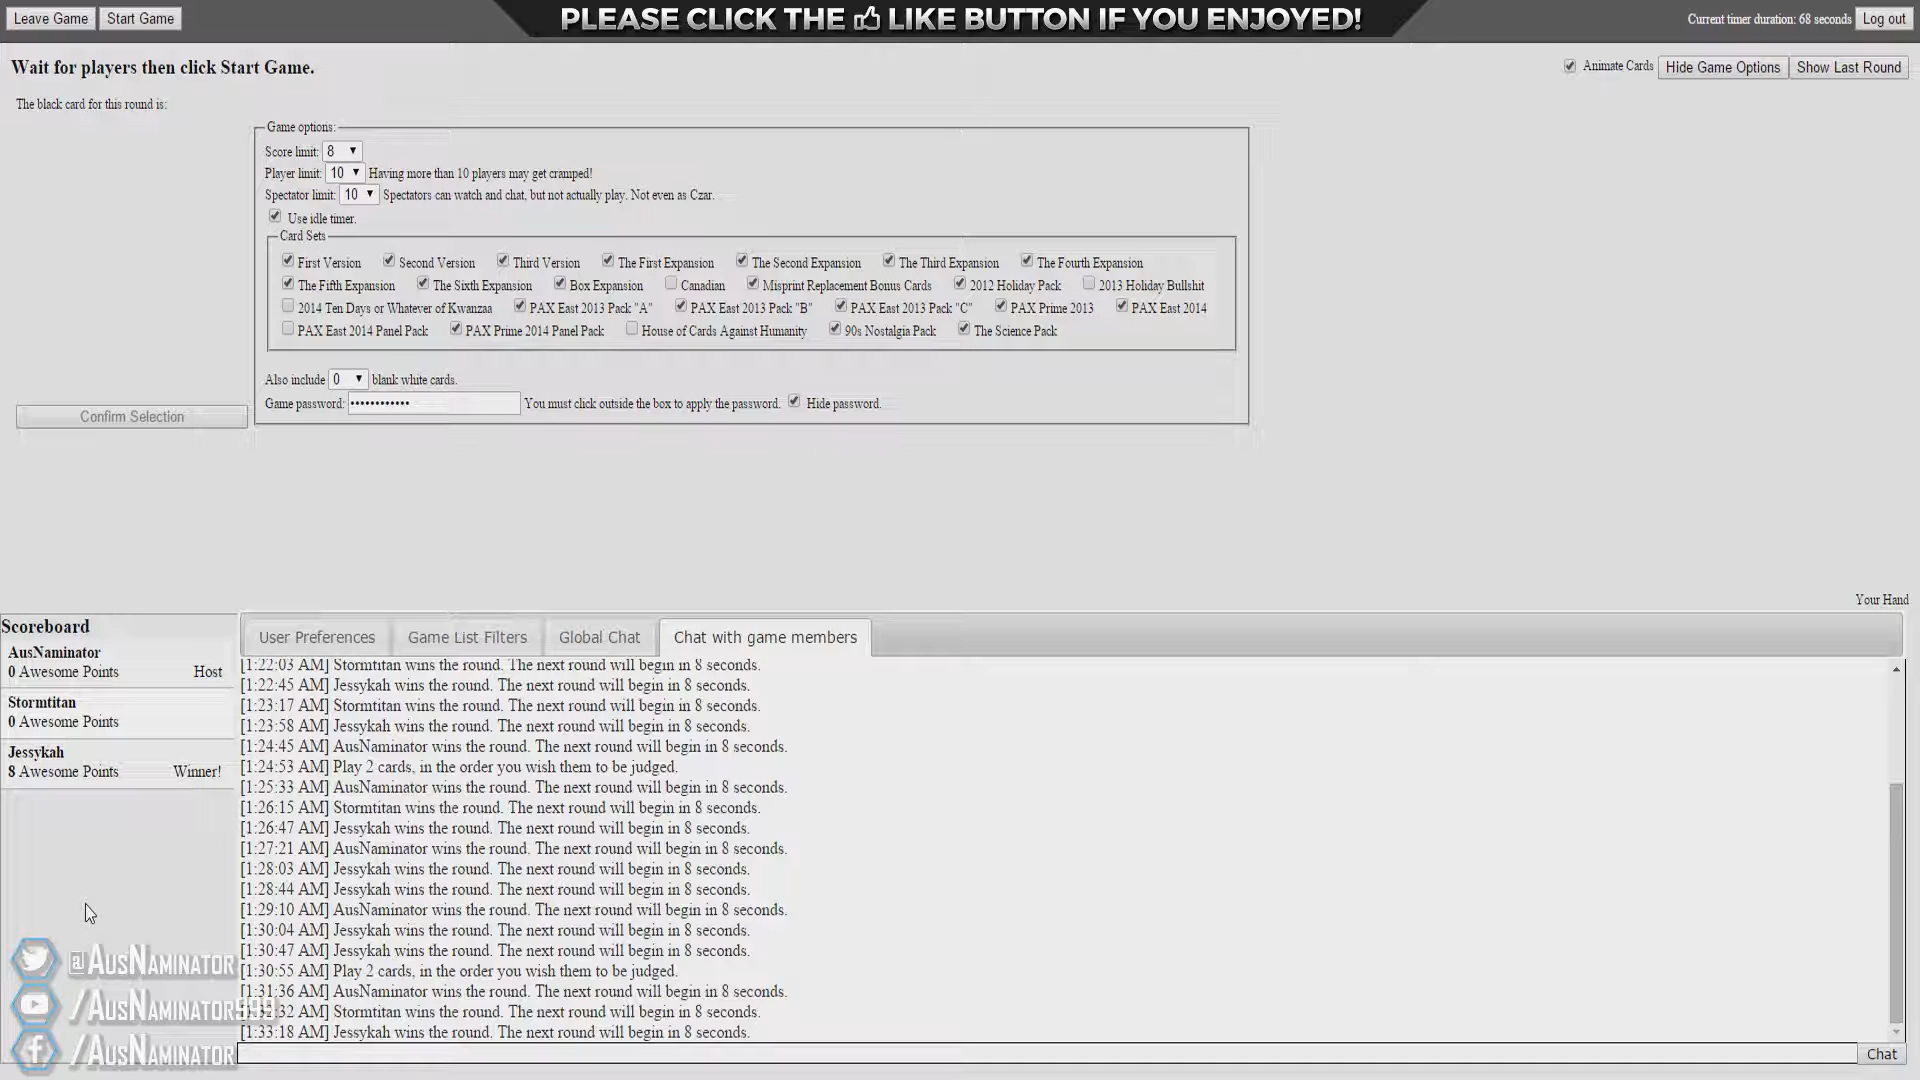 Leave Game Start Game PLEASE CLICK THE LIKE BUTTON IF YOU ENJOYED! Current timer duration: 68 seconds Log out
Wait for players then click Start Game. Animate Cards Hide Game Options Show Last Round
The black card for this round is:
Game options:
Score limit: 8
Player limit: 10 Having more than 10 players may get cramped!
Spectator limit: 10 Spectators can watch and chat, but not actually play. Not even as Czar.
Use idle timer.
Card Sets
First Version Second Version Third Version The First Expansion The Second Expansion The Third Expansion The Fourth Expansion
The Fifth Expansion The Sixth Expansion Box Expansion Canadian Misprint Replacement Bonus Cards 2012 Holiday Pack 2013 Holiday Bullshit
2014 Ten Days or Whatever of Kwanzaa PAX East 2013 Pack "A" PAX East 2013 Pack "B" PAX East 2013 Pack "C" PAX Prime 2013 PAX East 2014
PAX East 2014 Panel Pack PAX Prime 2014 Panel Pack House of Cards Against Humanity 90s Nostalgia Pack The Science Pack
Also include 0 blank white cards.
Game password: •••••••••••• You must click outside the box to apply the password. Hide password.
Confirm Selection
Your Hand
Scoreboard
AusNaminator
0 Awesome Points Host
Stormtitan
0 Awesome Points
Jessykah
8 Awesome Points Winner!
User Preferences Game List Filters Global Chat Chat with game members
[1:22:03 AM] Stormtitan wins the round. The next round will begin in 8 seconds.
[1:22:45 AM] Jessykah wins the round. The next round will begin in 8 seconds.
[1:23:17 AM] Stormtitan wins the round. The next round will begin in 8 seconds.
[1:23:58 AM] Jessykah wins the round. The next round will begin in 8 seconds.
[1:24:45 AM] AusNaminator wins the round. The next round will begin in 8 seconds.
[1:24:53 AM] Play 2 cards, in the order you wish them to be judged.
[1:25:33 AM] AusNaminator wins the round. The next round will begin in 8 seconds.
[1:26:15 AM] Stormtitan wins the round. The next round will begin in 8 seconds.
[1:26:47 AM] Jessykah wins the round. The next round will begin in 8 seconds.
[1:27:21 AM] AusNaminator wins the round. The next round will begin in 8 seconds.
[1:28:03 AM] Jessykah wins the round. The next round will begin in 8 seconds.
[1:28:44 AM] Jessykah wins the round. The next round will begin in 8 seconds.
[1:29:10 AM] AusNaminator wins the round. The next round will begin in 8 seconds.
[1:30:04 AM] Jessykah wins the round. The next round will begin in 8 seconds.
[1:30:47 AM] Jessykah wins the round. The next round will begin in 8 seconds.
[1:30:55 AM] Play 2 cards, in the order you wish them to be judged.
[1:31:36 AM] AusNaminator wins the round. The next round will begin in 8 seconds.
:32 AM] Stormtitan wins the round. The next round will begin in 8 seconds.
[1:33:18 AM] Jessykah wins the round. The next round will begin in 8 seconds.
Chat
@AusNaminator
/AusNaminator999
/AusNaminator